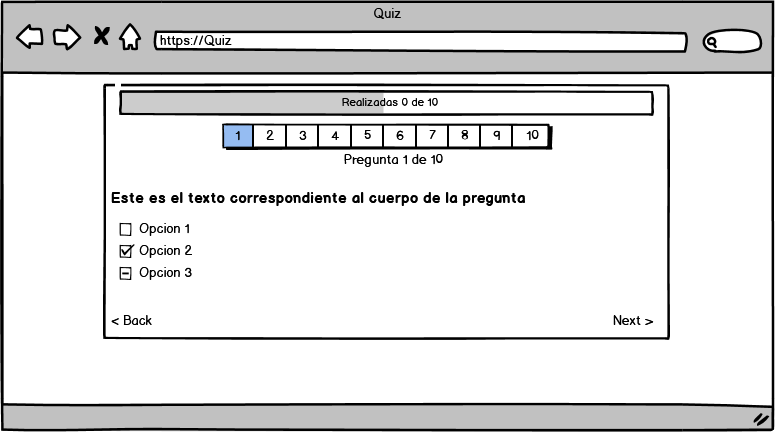 Quiz
https://Quiz
Realizadas 0 de 10
1 2 3 4 5 6 7 8 9 10
Pregunta 1 de 10
Este es el texto correspondiente al cuerpo de la pregunta
Opcion 1
Opcion 2
Opcion 3
< Back Next >